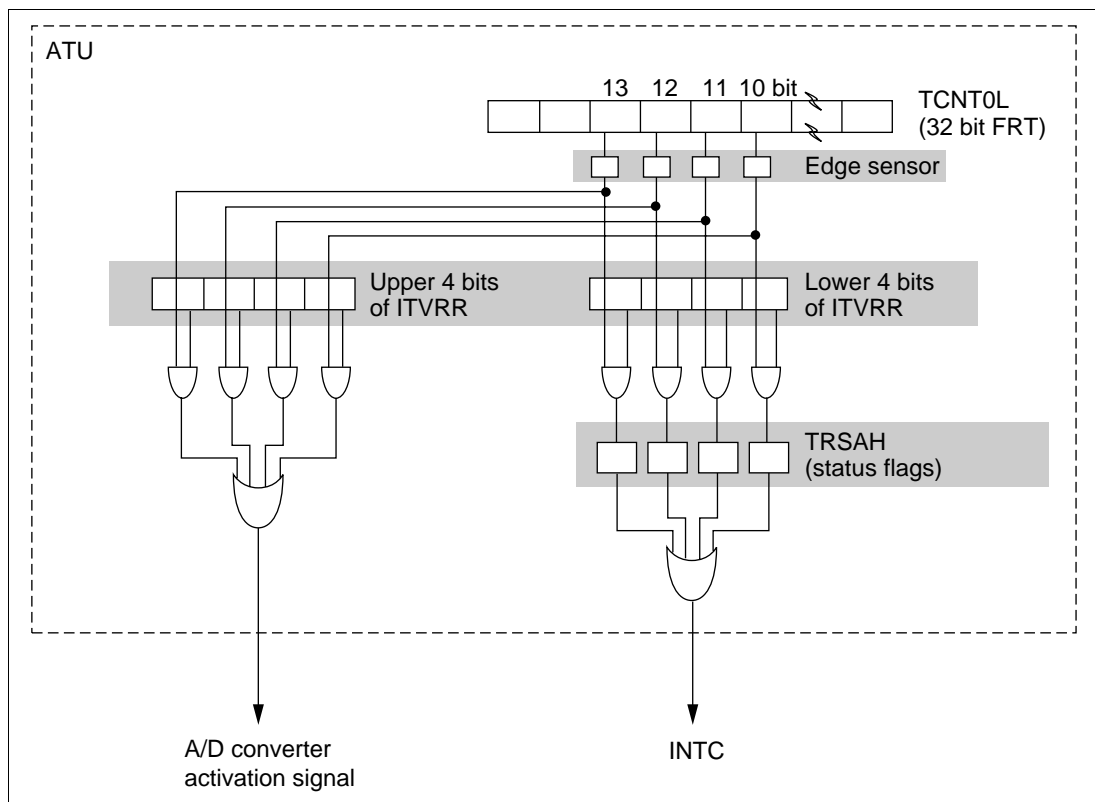 ATU
13 12 11 10 bit
TCNT0L
(32 bit FRT)
Edge sensor
Upper 4 bits
of ITVRR
Lower 4 bits
of ITVRR
TRSAH
(status flags)
A/D converter
activation signal
INTC